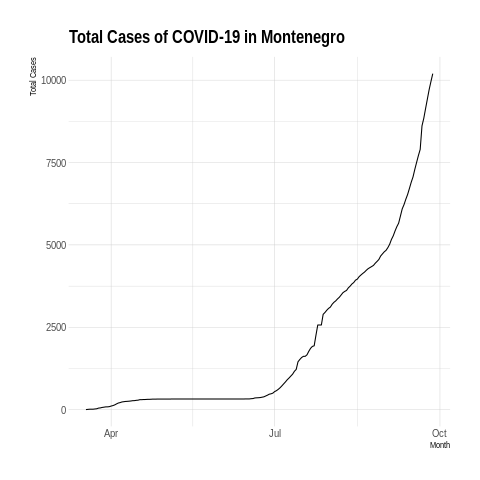 Total Cases of COVID-19 in Montenegro
Total Cases
10000
7500
5000
2500
0
Apr
Jul
Oct
Month